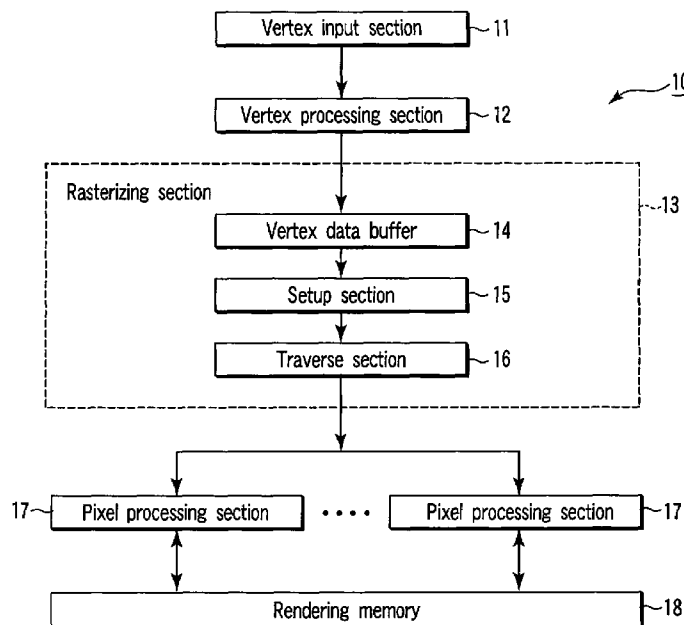 Vertex input section 11
10
Vertex processing section 12
Rasterizing section
13
Vertex data buffer 14
Setup section 15
Traverse section 16
17 Pixel processing section .... Pixel processing section 17
Rendering memory 18